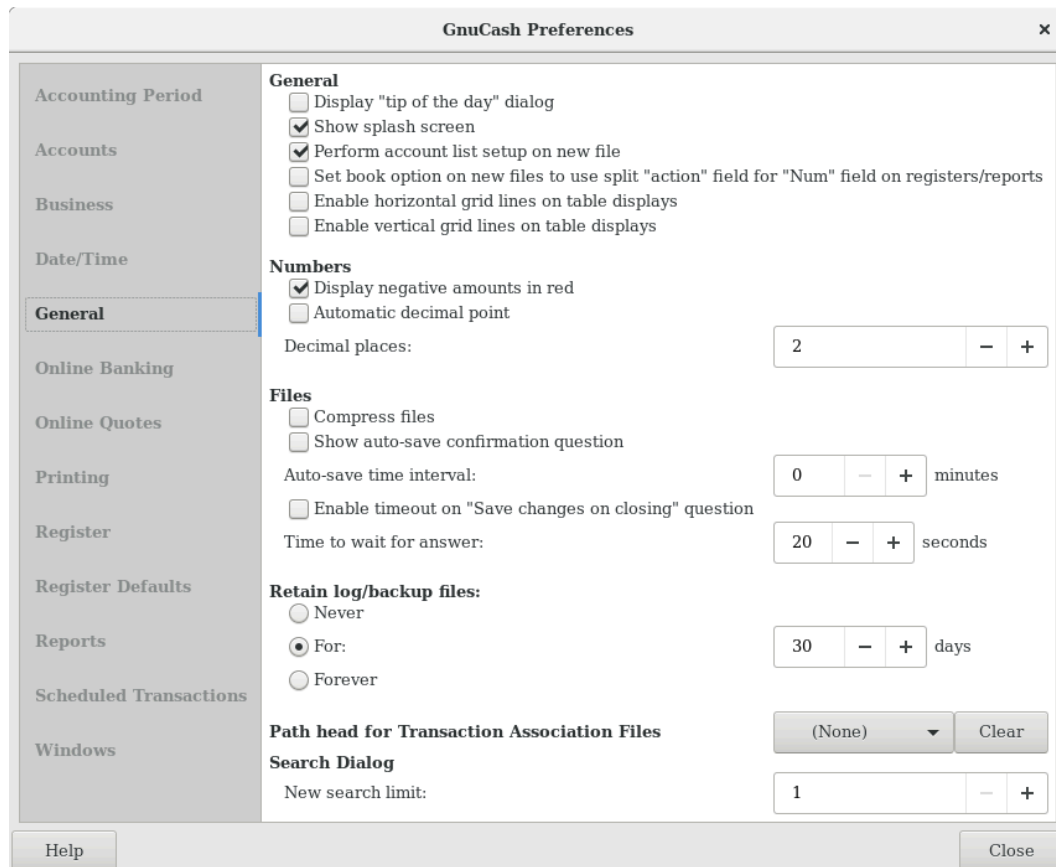 GnuCash Preferences ×
Accounting Period
Accounts
Business
Date/Time
General
Online Banking
Online Quotes
Printing
Register
Register Defaults
Reports
Scheduled Transactions
Windows
General
Display "tip of the day" dialog
Show splash screen
Perform account list setup on new file
Set book option on new files to use split "action" field for "Num" field on registers/reports
Enable horizontal grid lines on table displays
Enable vertical grid lines on table displays
Numbers
Display negative amounts in red
Automatic decimal point
Decimal places: 2 − +
Files
Compress files
Show auto-save confirmation question
Auto-save time interval: 0 − + minutes
Enable timeout on "Save changes on closing" question
Time to wait for answer: 20 − + seconds
Retain log/backup files:
Never
For: 30 − + days
Forever
Path head for Transaction Association Files (None) Clear
Search Dialog
New search limit: 1 − +
Help Close